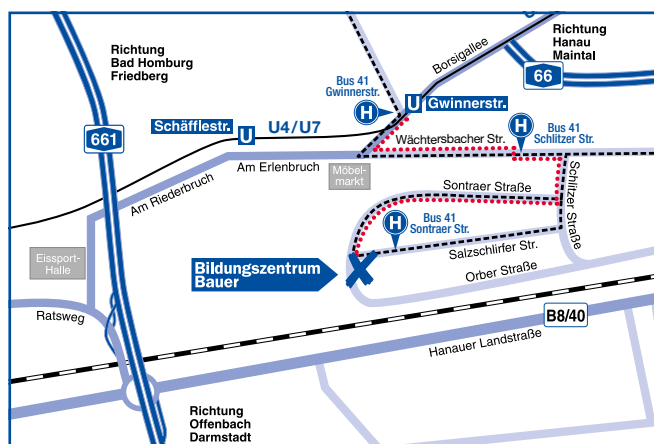 Richtung
Bad Homburg
Friedberg
Richtung
Hanau
Maintal
Borsigallee
66
Bus 41
Gwinnerstr.
H
U
Gwinnerstr.
661
Schäfflestr.
U
U4/U7
Wächtersbacher Str.
H
Bus 41
Schlitzer Str.
Am Erlenbruch
Möbel-
markt
Am Riederbruch
Sontraer Straße
Schlitzer Straße
H
Bus 41
Sontraer Str.
Salzschlirfer Str.
Eissport-
Halle
Bildungszentrum
Bauer
Orber Straße
Ratsweg
B8/40
Hanauer Landstraße
Richtung
Offenbach
Darmstadt